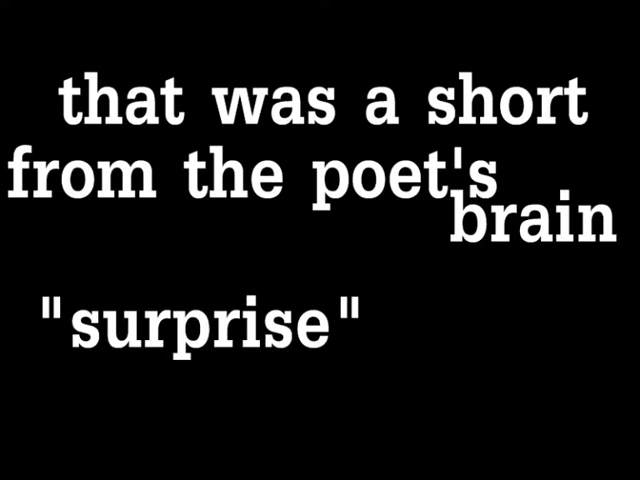 that was a short
from the poet's
brain
"surprise"